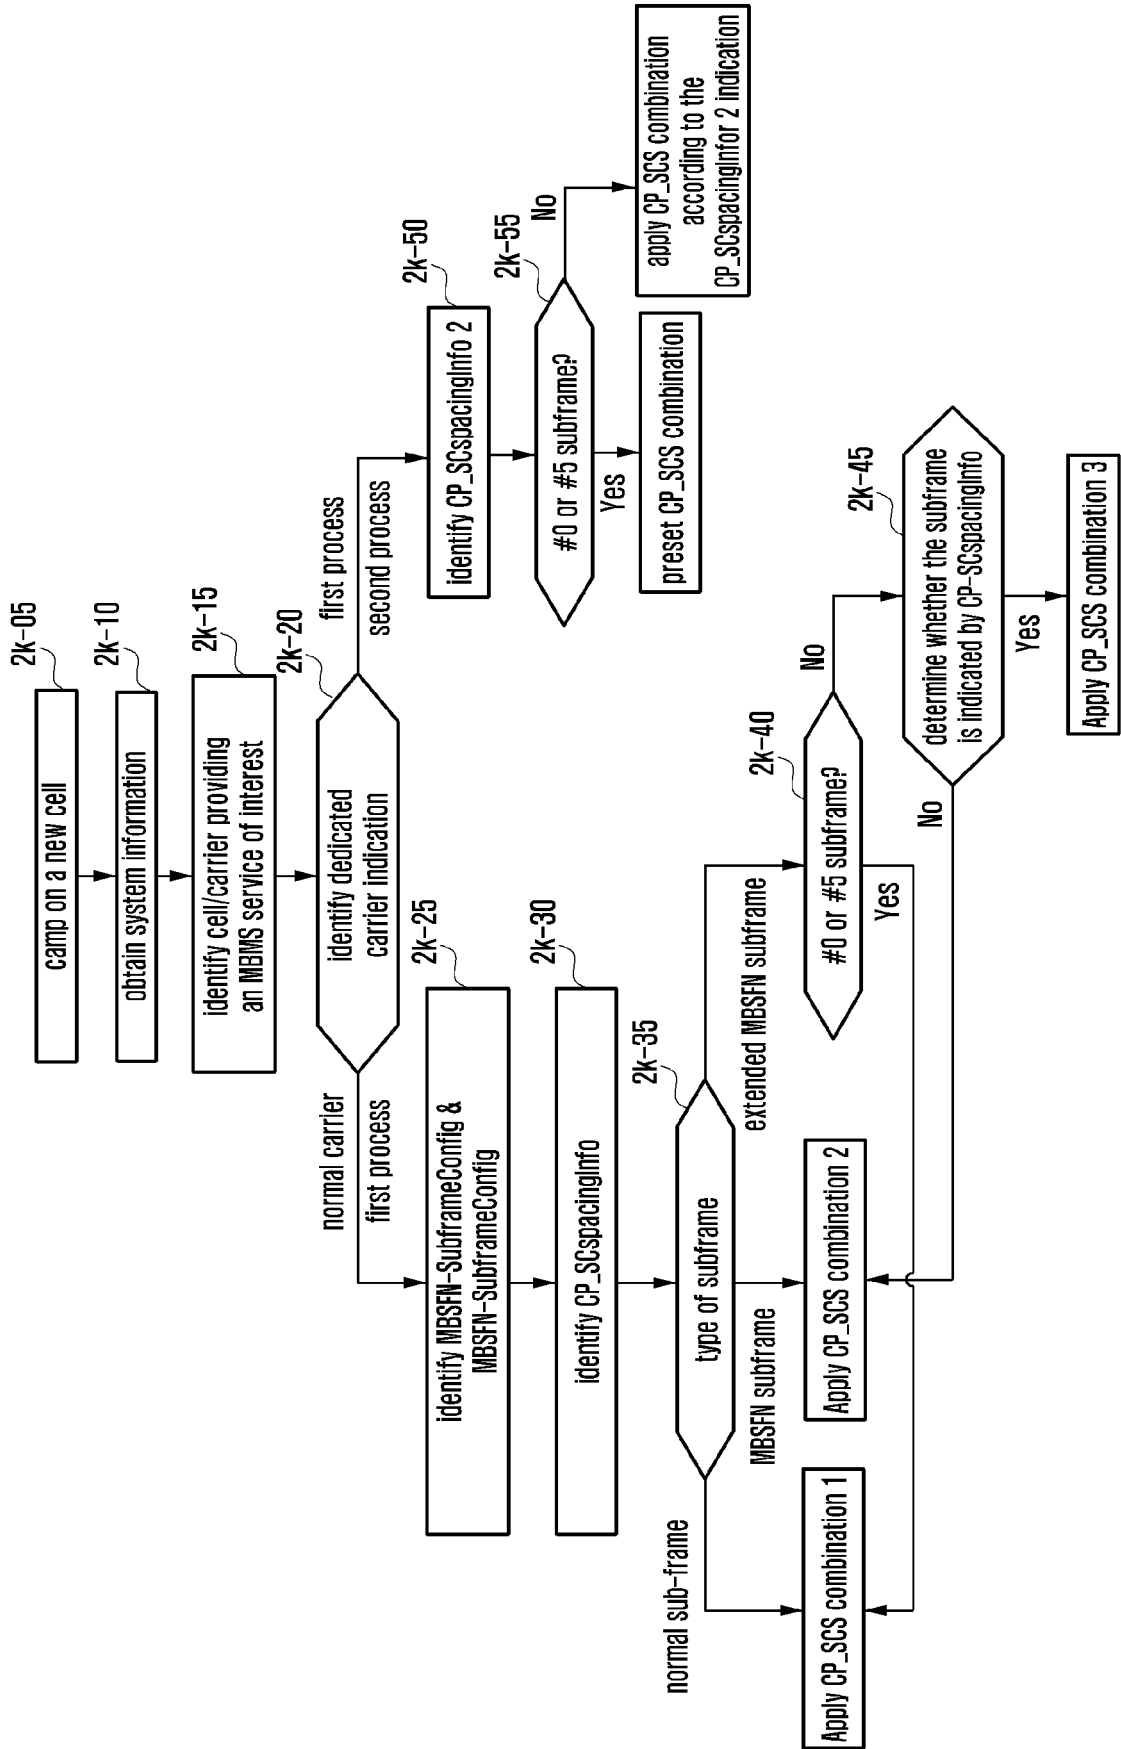 camp on a new cell
2k-05
obtain system information
2k-10
identify cell/carrier providing
an MBMS service of interest
2k-15
identify dedicated
carrier indication
2k-20
normal carrier
first process
first process
second process
identify MBSFN-SubframeConfig &
MBSFN-SubframeConfig
2k-25
identify CP_SCspacingInfo 2
2k-50
identify CP_SCspacingInfo
2k-30
#0 or #5 subframe?
2k-55
No
Yes
preset CP_SCS combination
apply CP_SCS combination
according to the
CP_SCspacingInfor 2 indication
type of subframe
2k-35
normal sub-frame
MBSFN subframe
extended MBSFN subframe
Apply CP_SCS combination 1
Apply CP_SCS combination 2
#0 or #5 subframe?
2k-40
No
Yes
determine whether the subframe
is indicated by CP-SCspacingInfo
2k-45
No
Yes
Apply CP_SCS combination 3